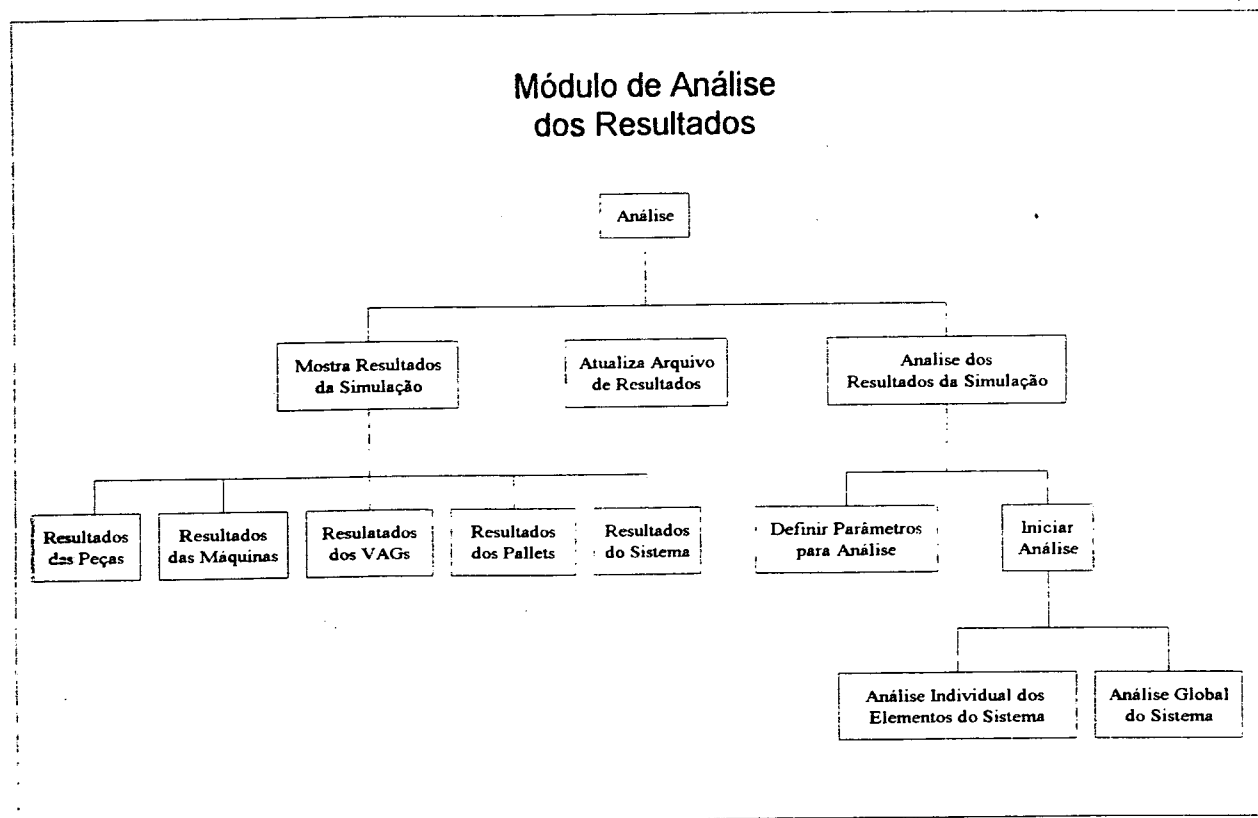 Módulo de Análise
dos Resultados
Análise
Mostra Resultados
da Simulação
Atualiza Arquivo
de Resultados
Analise dos
Resultados da Simulação
Resultados
das Peças
Resultados
das Máquinas
Resulatados
dos VAGs
Resultados
dos Pallets
Resultados
do Sistema
Definir Parâmetros
para Análise
Iniciar
Análise
Análise Individual dos
Elementos do Sistema
Análise Global
do Sistema